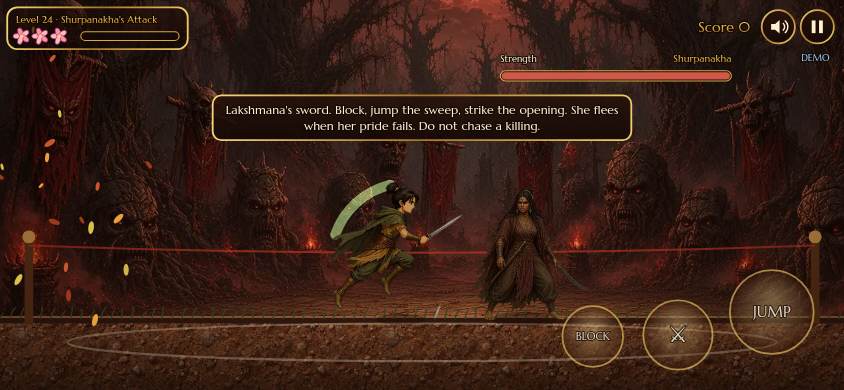 Level 24 · Shurpanakha's Attack
Score 0
Strength
Shurpanakha
DEMO
Lakshmana's sword. Block, jump the sweep, strike the opening. She flees
when her pride fails. Do not chase a killing.
BLOCK
JUMP